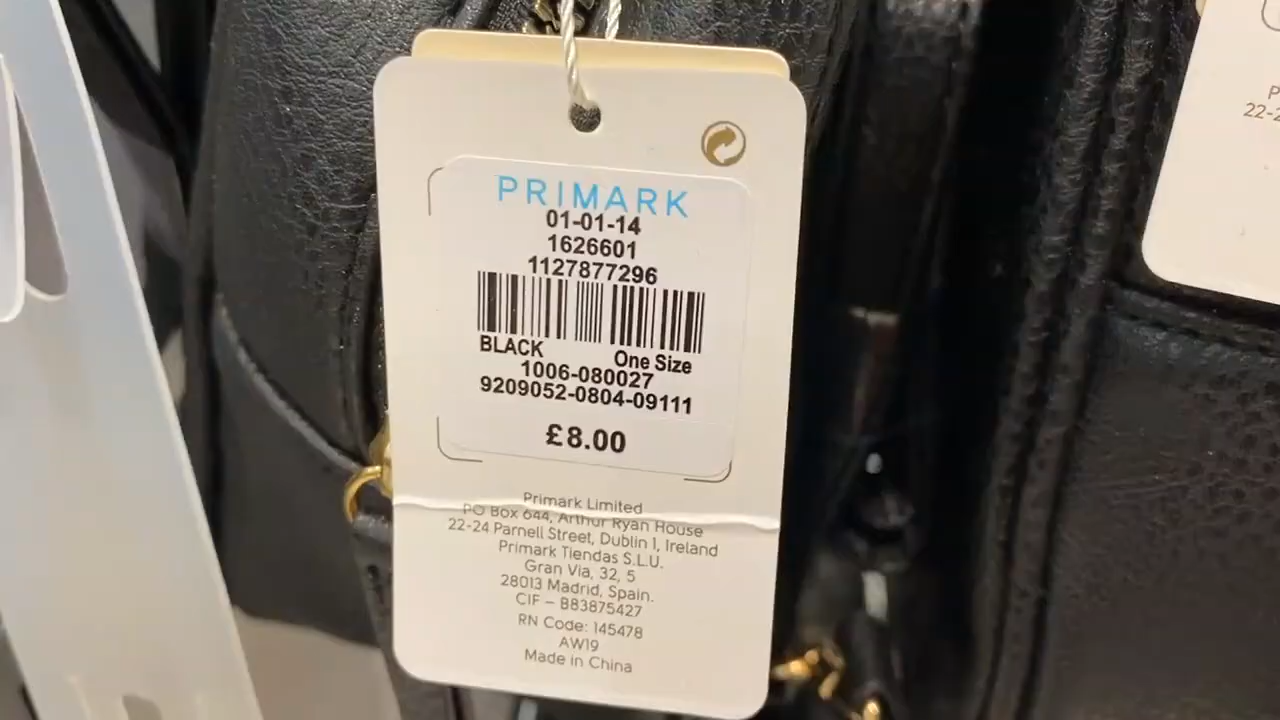 PRIMARK
01-01-14
1626601
1127877296
BLACK One Size
1006-080027
9209052-0804-09111
£8.00
Primark Limited
PO Box 644, Arthur Ryan House
22-24 Parnell Street, Dublin 1, Ireland
Primark Tiendas S.L.U.
Gran Via, 32, 5
28013 Madrid, Spain.
CIF – B83875427
RN Code: 145478
AW19
Made in China